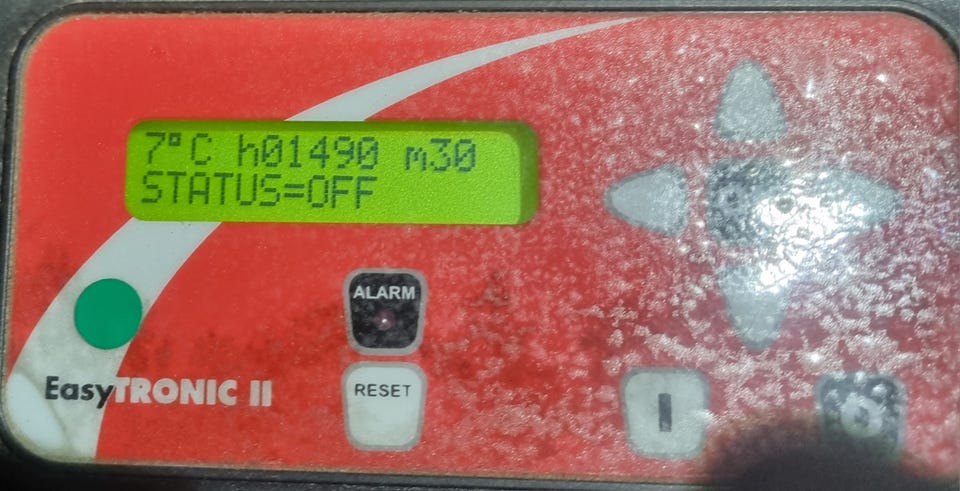 7°C h01490 m30
STATUS=OFF
ALARM
EasyTRONIC II
RESET
I
O